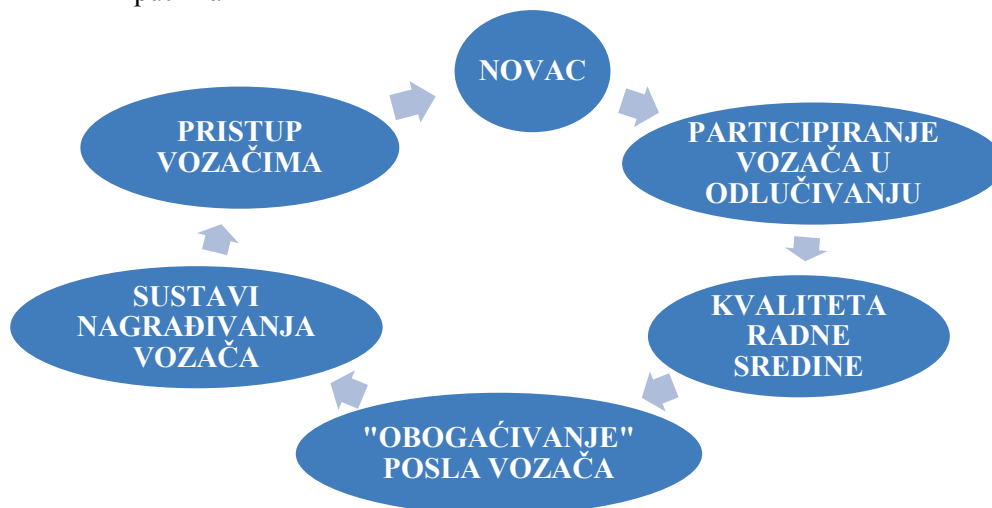 NOVAC
PARTICIPIRANJE
VOZAČA U
ODLUČIVANJU
KVALITETA
RADNE
SREDINE
"OBOGAĆIVANJE"
POSLA VOZAČA
SUSTAVI
NAGRAĐIVANJA
VOZAČA
PRISTUP
VOZAČIMA